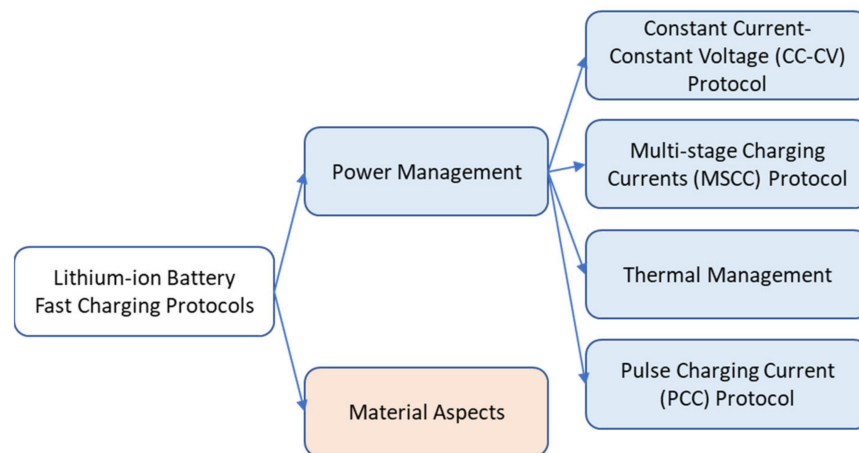 Constant Current-
Constant Voltage (CC-CV)
Protocol
Power Management
Multi-stage Charging
Currents (MSCC) Protocol
Lithium-ion Battery
Fast Charging Protocols
Thermal Management
Material Aspects
Pulse Charging Current
(PCC) Protocol